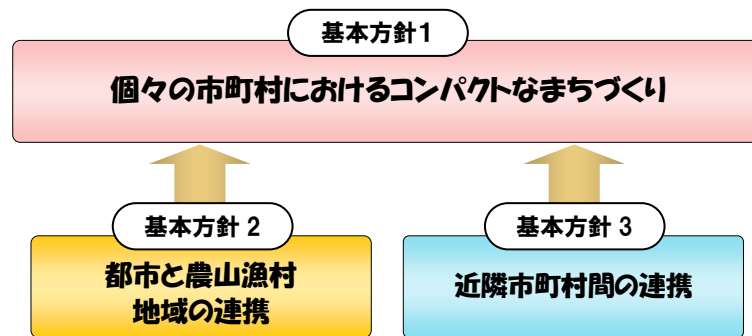 基本方針1
個々の市町村におけるコンパクトなまちづくり
基本方針 2
都市と農山漁村
地域の連携
基本方針 3
近隣市町村間の連携